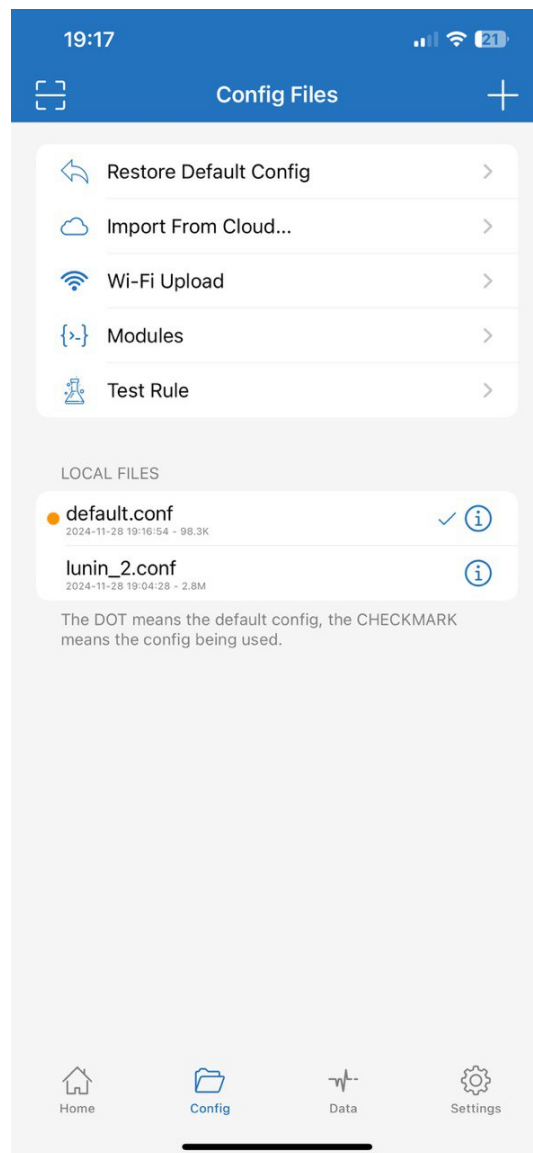 19:17
21
Config Files
Restore Default Config
Import From Cloud...
Wi-Fi Upload
{>_} Modules
Test Rule
LOCAL FILES
default.conf
2024-11-28 19:16:54 - 98.3K
lunin_2.conf
2024-11-28 19:04:28 - 2.8M
The DOT means the default config, the CHECKMARK
means the config being used.
Home Config Data Settings